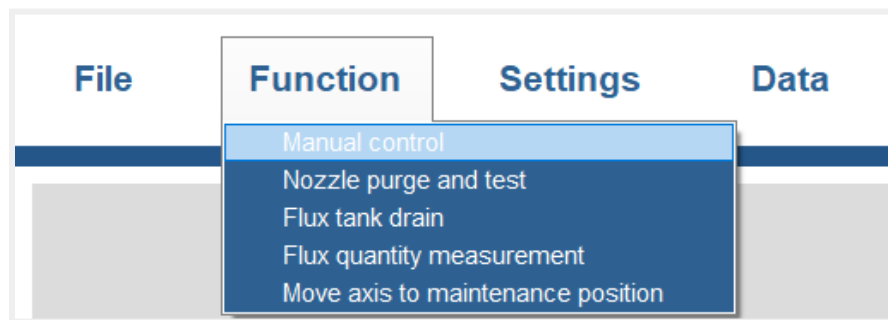 File Function Settings Data
Manual control
Nozzle purge and test
Flux tank drain
Flux quantity measurement
Move axis to maintenance position